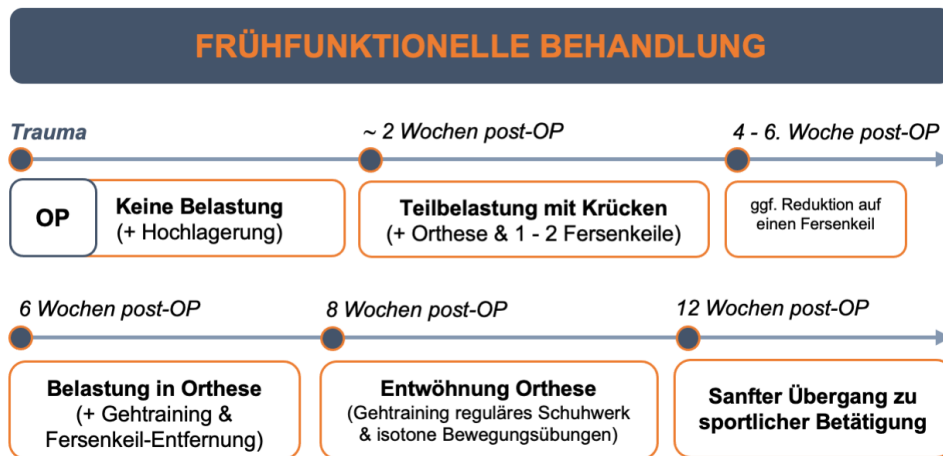 FRÜHFUNKTIONELLE BEHANDLUNG
Trauma
~ 2 Wochen post-OP
4 - 6. Woche post-OP
OP
Keine Belastung
(+ Hochlagerung)
Teilbelastung mit Krücken
(+ Orthese & 1 - 2 Fersenkeile)
ggf. Reduktion auf
einen Fersenkeil
6 Wochen post-OP
8 Wochen post-OP
12 Wochen post-OP
Belastung in Orthese
(+ Gehtraining &
Fersenkeil-Entfernung)
Entwöhnung Orthese
(Gehtraining reguläres Schuhwerk
& isotone Bewegungsübungen)
Sanfter Übergang zu
sportlicher Betätigung